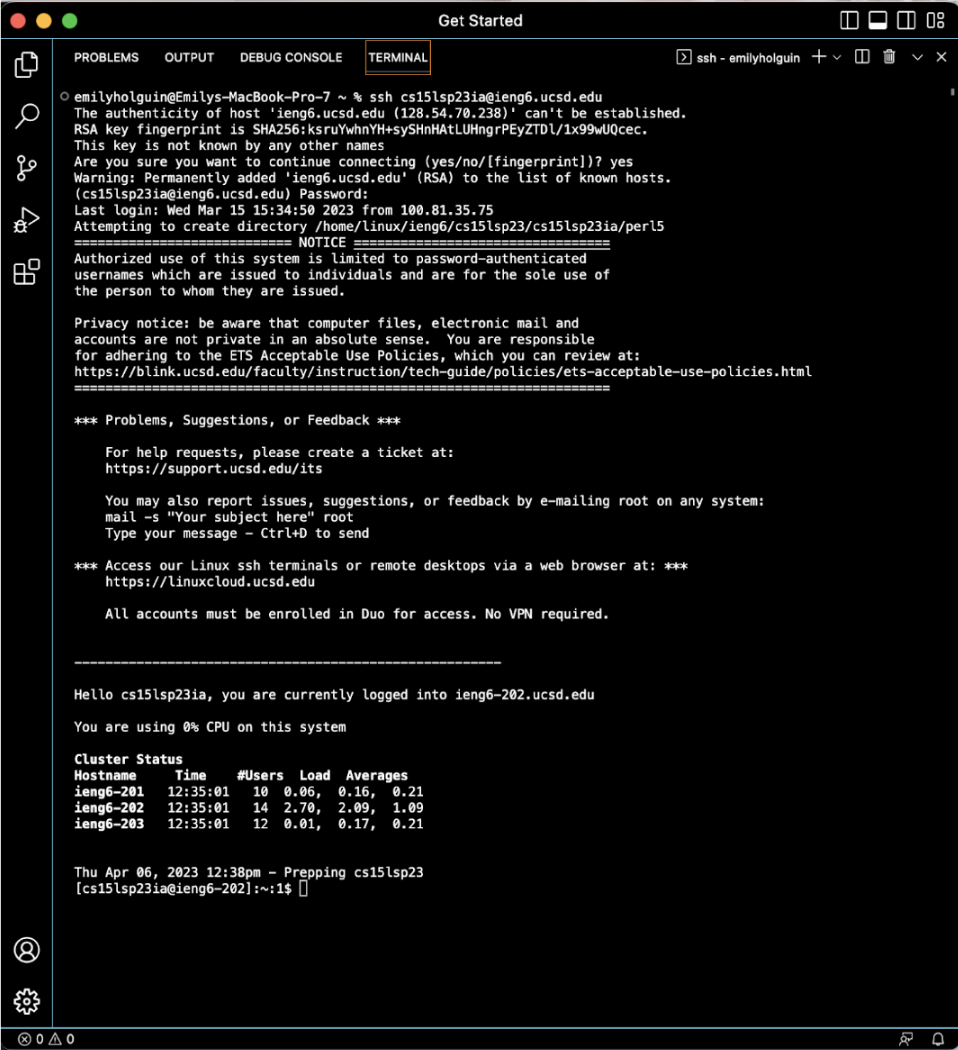 Get Started
PROBLEMS OUTPUT DEBUG CONSOLE TERMINAL ssh - emilyholguin
emilyholguin@Emilys-MacBook-Pro-7 ~ % ssh cs15lsp23ia@ieng6.ucsd.edu
The authenticity of host 'ieng6.ucsd.edu (128.54.70.238)' can't be established.
RSA key fingerprint is SHA256:ksruYwhnYH+sySHnHAtLUHngrPEyZTDl/1x99wUQcec.
This key is not known by any other names
Are you sure you want to continue connecting (yes/no/[fingerprint])? yes
Warning: Permanently added 'ieng6.ucsd.edu' (RSA) to the list of known hosts.
(cs15lsp23ia@ieng6.ucsd.edu) Password:
Last login: Wed Mar 15 15:34:50 2023 from 100.81.35.75
Attempting to create directory /home/linux/ieng6/cs15lsp23/cs15lsp23ia/perl5
============================ NOTICE =================================
Authorized use of this system is limited to password-authenticated
usernames which are issued to individuals and are for the sole use of
the person to whom they are issued.
Privacy notice: be aware that computer files, electronic mail and
accounts are not private in an absolute sense.  You are responsible
for adhering to the ETS Acceptable Use Policies, which you can review at:
https://blink.ucsd.edu/faculty/instruction/tech-guide/policies/ets-acceptable-use-policies.html
=====================================================================
*** Problems, Suggestions, or Feedback ***
For help requests, please create a ticket at:
https://support.ucsd.edu/its
You may also report issues, suggestions, or feedback by e-mailing root on any system:
mail -s "Your subject here" root
Type your message - Ctrl+D to send
*** Access our Linux ssh terminals or remote desktops via a web browser at: ***
https://linuxcloud.ucsd.edu
All accounts must be enrolled in Duo for access. No VPN required.
-------------------------------------------------------
Hello cs15lsp23ia, you are currently logged into ieng6-202.ucsd.edu
You are using 0% CPU on this system
Cluster Status
Hostname     Time    #Users  Load  Averages
ieng6-201   12:35:01   10  0.06,  0.16,  0.21
ieng6-202   12:35:01   14  2.70,  2.09,  1.09
ieng6-203   12:35:01   12  0.01,  0.17,  0.21
Thu Apr 06, 2023 12:38pm - Prepping cs15lsp23
[cs15lsp23ia@ieng6-202]:~:1$
0 0